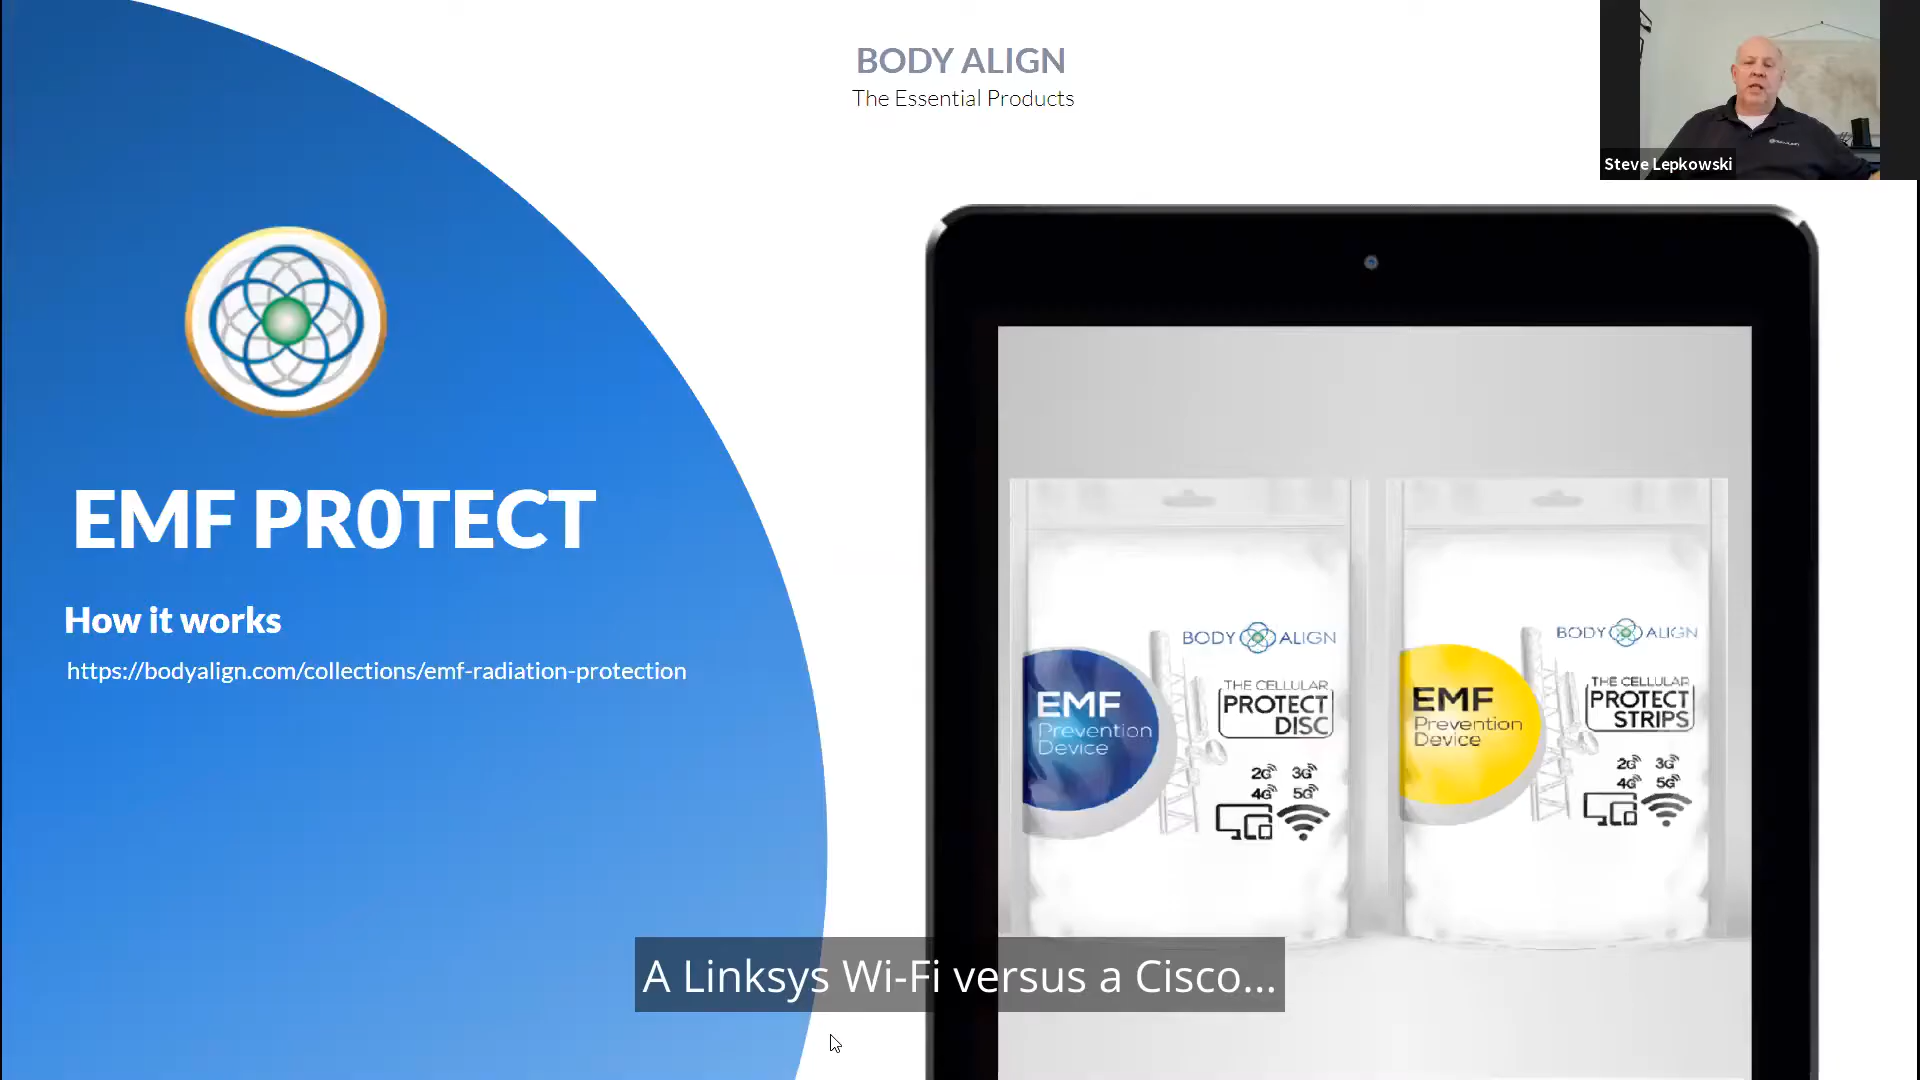 BODY ALIGN
The Essential Products
Steve Lepkowski
EMF PR0TECT
How it works
https://bodyalign.com/collections/emf-radiation-protection
BODY ALIGN
THE CELLULAR
PROTECT
DISC
EMF
Prevention
Device
2G 3G
4G 5G
BODY ALIGN
THE CELLULAR
PROTECT
STRIPS
EMF
Prevention
Device
2G 3G
4G 5G
A Linksys Wi-Fi versus a Cisco...